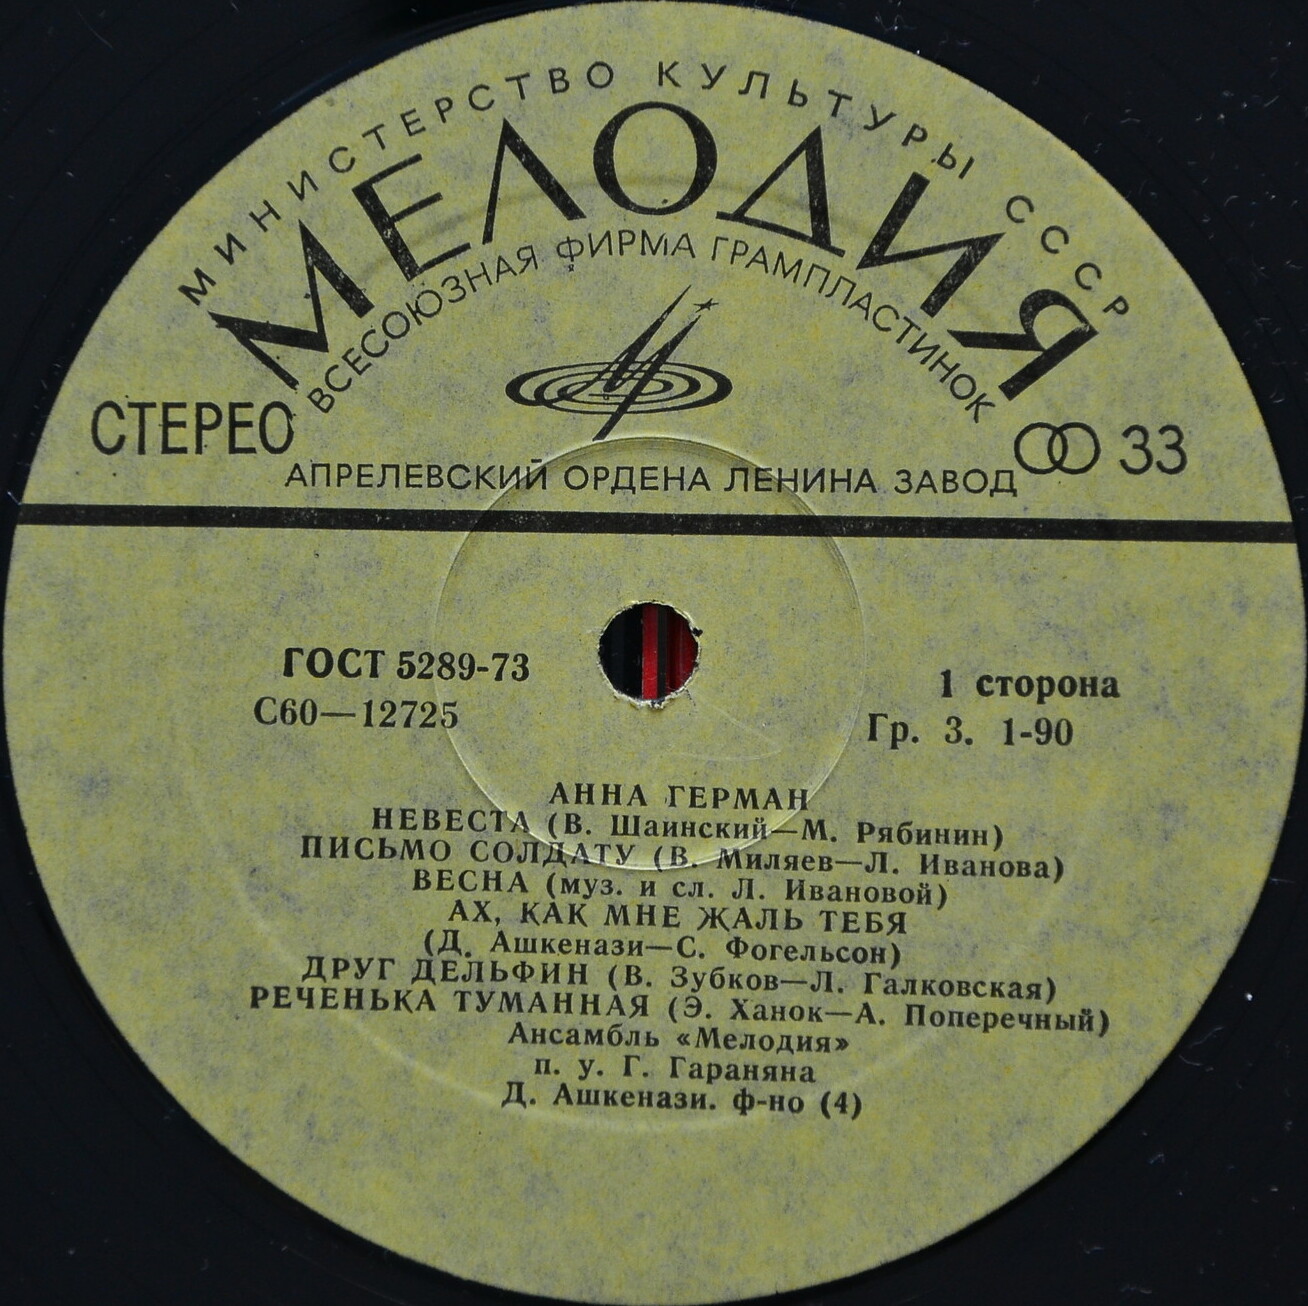 МИНИСТЕРСТВО КУЛЬТУРЫ СССР
МЕЛОДИЯ
ВСЕСОЮЗНАЯ ФИРМА ГРАМПЛАСТИНОК
СТЕРЕО
33
АПРЕЛЕВСКИЙ ОРДЕНА ЛЕНИНА ЗАВОД
ГОСТ 5289-73
С60—12725
1 сторона
Гр. 3. 1-90
АННА ГЕРМАН
НЕВЕСТА (В. Шаинский—М. Рябинин)
ПИСЬМО СОЛДАТУ (В. Миляев—Л. Иванова)
ВЕСНА (муз. и сл. Л. Ивановой)
АХ, КАК МНЕ ЖАЛЬ ТЕБЯ
(Д. Ашкенази—С. Фогельсон)
ДРУГ ДЕЛЬФИН (В. Зубков—Л. Галковская)
РЕЧЕНЬКА ТУМАННАЯ (Э. Ханок—А. Поперечный)
Ансамбль «Мелодия»
п. у. Г. Гараняна
Д. Ашкенази. ф-но (4)